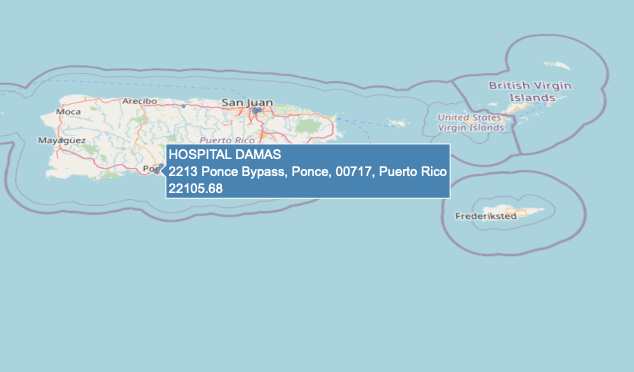 British Virgin
Islands
Arecibo
San Juan
Moca
United States
Virgin Islands
Mayagüez
Puerto Rico
HOSPITAL DAMAS
2213 Ponce Bypass, Ponce, 00717, Puerto Rico
22105.68
Frederiksted